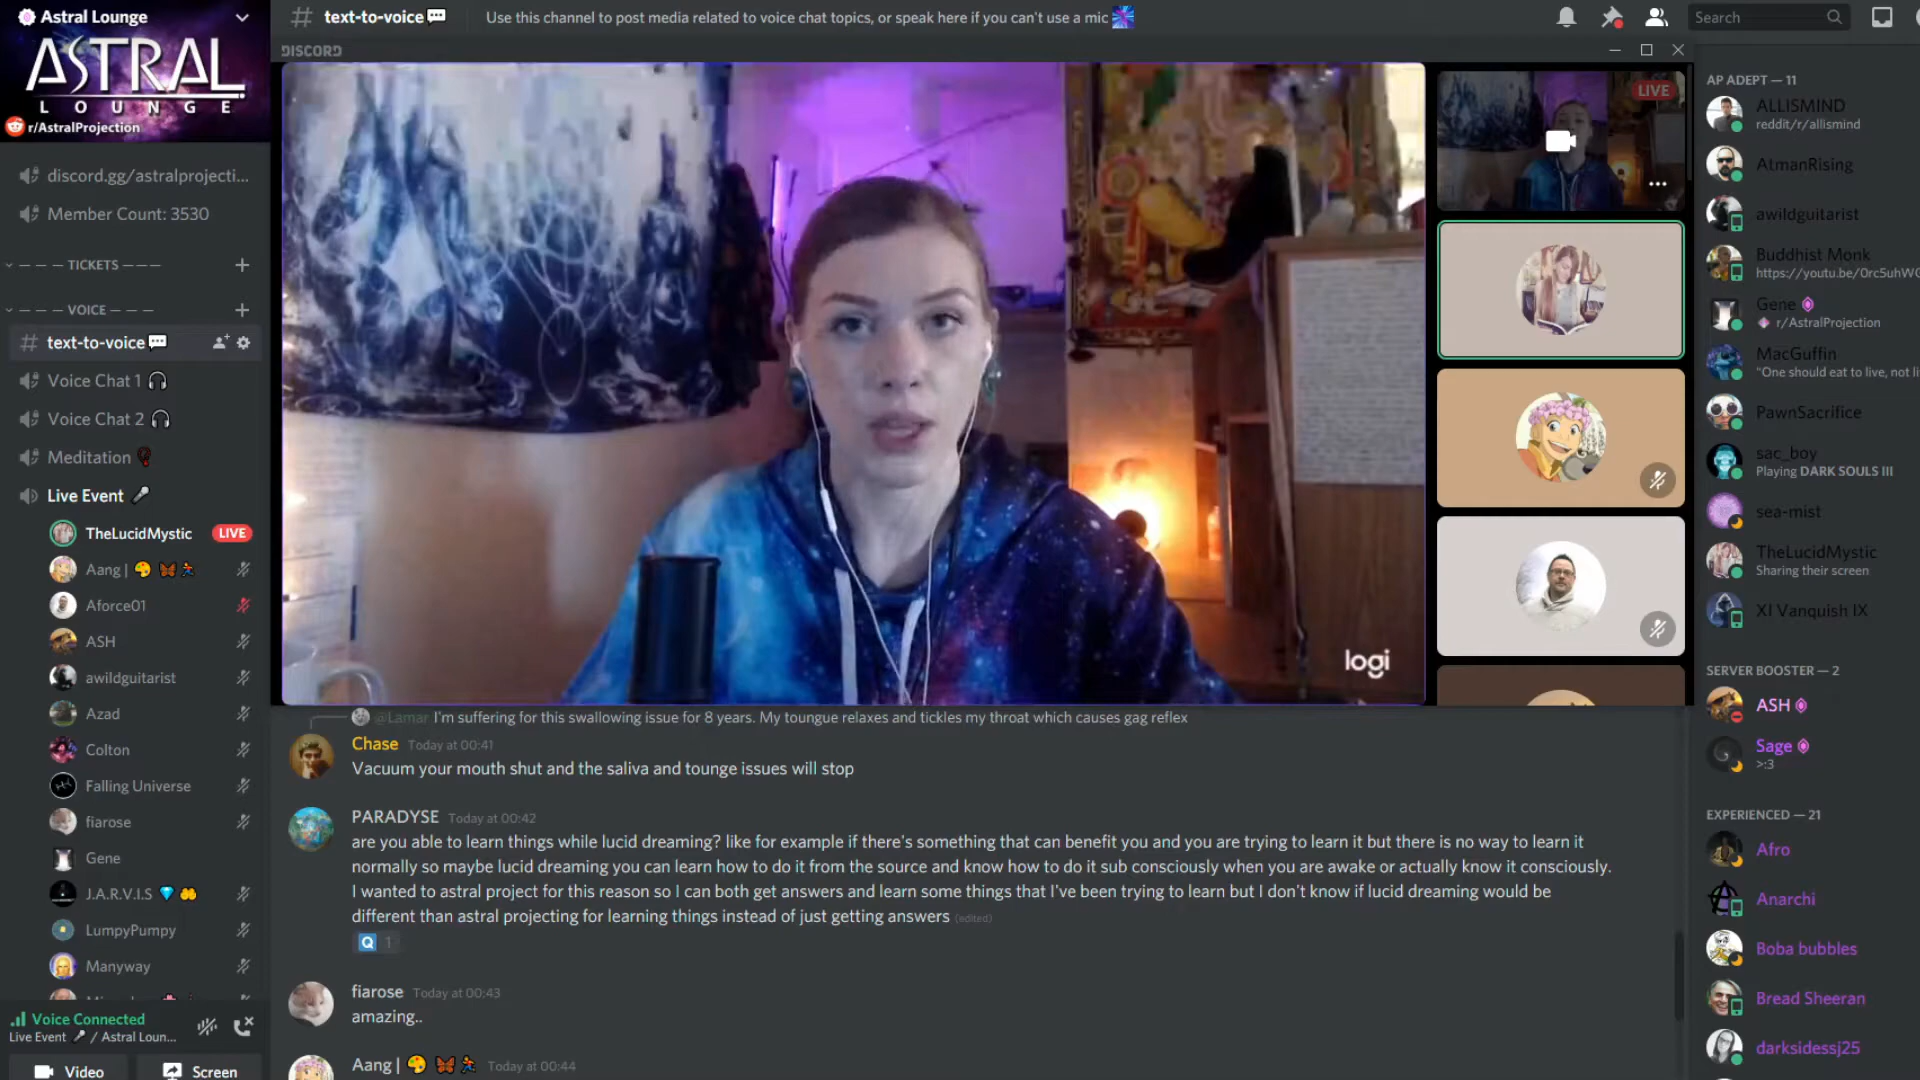 Astral Lounge
ASTRAL
LOUNGE
r/AstralProjection
discord.gg/astralprojecti...
Member Count: 3530
TICKETS
VOICE
text-to-voice
Voice Chat 1
Voice Chat 2
Meditation
Live Event
TheLucidMystic LIVE
Aang |
Aforce01
ASH
awildguitarist
Azad
Colton
Falling Universe
fiarose
Gene
J.A.R.V.I.S
LumpyPumpy
Manyway
Voice Connected
Live Event / Astral Loun...
Video
Screen
# text-to-voice
Use this channel to post media related to voice chat topics, or speak here if you can't use a mic
Search
DISCORD
LIVE
logi
@Lamar I'm suffering for this swallowing issue for 8 years. My toungue relaxes and tickles my throat which causes gag reflex
Chase Today at 00:41
Vacuum your mouth shut and the saliva and tounge issues will stop
PARADYSE Today at 00:42
are you able to learn things while lucid dreaming? like for example if there's something that can benefit you and you are trying to learn it but there is no way to learn it
normally so maybe lucid dreaming you can learn how to do it from the source and know how to do it sub consciously when you are awake or actually know it consciously.
I wanted to astral project for this reason so I can both get answers and learn some things that I've been trying to learn but I don't know if lucid dreaming would be
different than astral projecting for learning things instead of just getting answers (edited)
Q 1
fiarose Today at 00:43
amazing..
Aang | Today at 00:44
AP ADEPT — 11
ALLISMIND
reddit/r/allismind
AtmanRising
awildguitarist
Buddhist Monk
https://youtu.be/0rc5uhW
Gene
r/AstralProjection
MacGuffin
"One should eat to live, not li
PawnSacrifice
sac_boy
Playing DARK SOULS III
sea-mist
TheLucidMystic
Sharing their screen
XI Vanquish IX
SERVER BOOSTER — 2
ASH
Sage
>:3
EXPERIENCED — 21
Afro
Anarchi
Boba bubbles
Bread Sheeran
darksidessj25